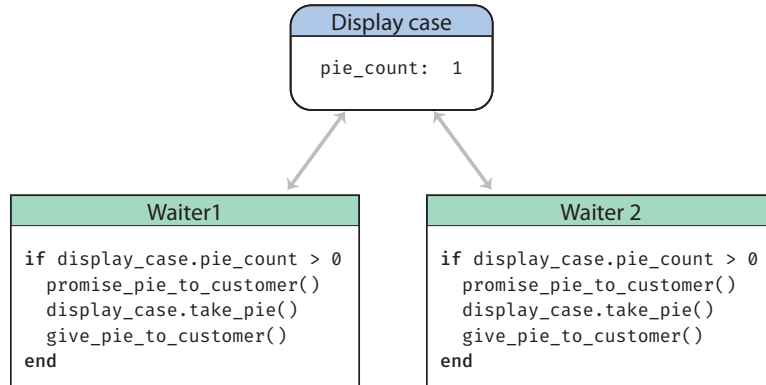 Display case
pie_count:  1
Waiter1
if display_case.pie_count > 0
  promise_pie_to_customer()
  display_case.take_pie()
  give_pie_to_customer()
end
Waiter 2
if display_case.pie_count > 0
  promise_pie_to_customer()
  display_case.take_pie()
  give_pie_to_customer()
end